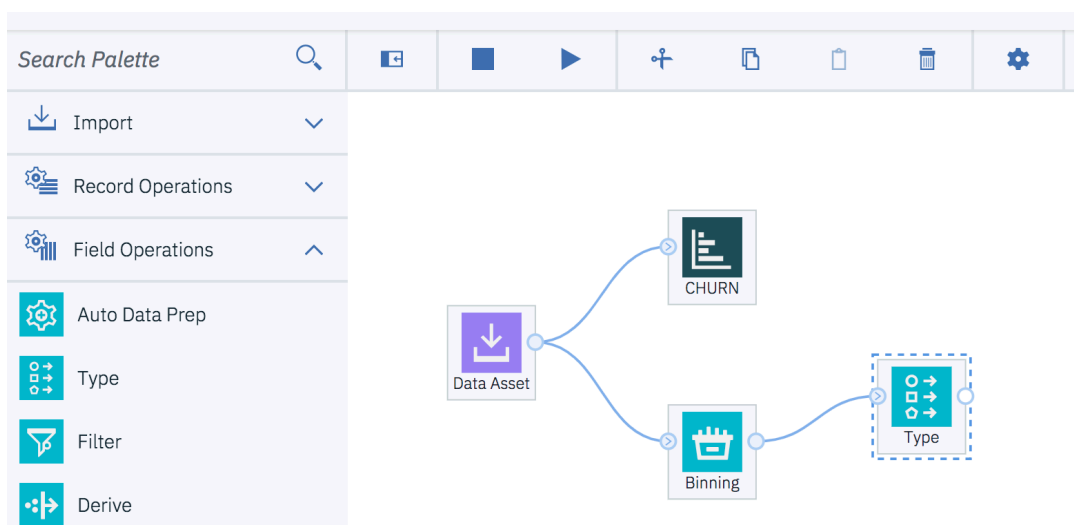 Search Palette
Import
Record Operations
Field Operations
Auto Data Prep
Type
Filter
Derive
CHURN
Data Asset
Type
Binning